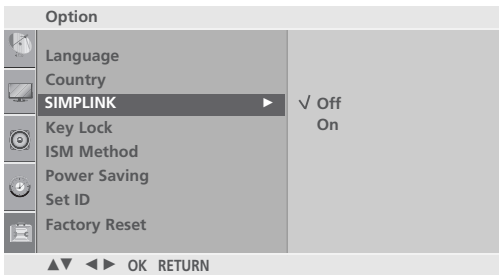 Option
Language
Country
SIMPLINK ►
√ Off
On
Key Lock
ISM Method
Power Saving
Set ID
Factory Reset
▲▼ ◄► OK RETURN